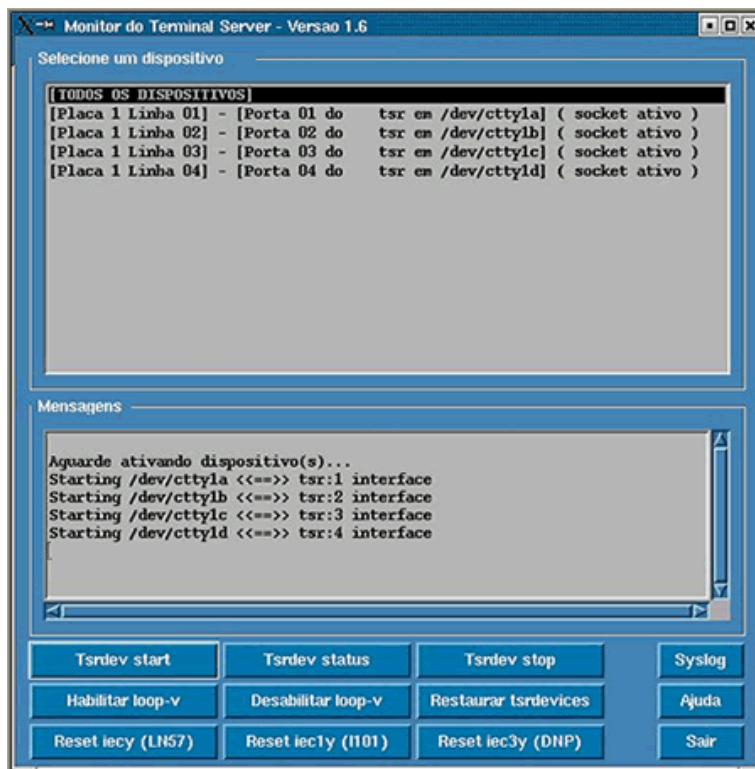 Monitor do Terminal Server - Versao 1.6
Selecione um dispositivo
[TODOS OS DISPOSITIVOS]
[Placa 1 Linha 01] - [Porta 01 do    tsr em /dev/ctty1a] ( socket ativo )
[Placa 1 Linha 02] - [Porta 02 do    tsr em /dev/ctty1b] ( socket ativo )
[Placa 1 Linha 03] - [Porta 03 do    tsr em /dev/ctty1c] ( socket ativo )
[Placa 1 Linha 04] - [Porta 04 do    tsr em /dev/ctty1d] ( socket ativo )
Mensagens
Aguarde ativando dispositivo(s)...
Starting /dev/ctty1a <<==>> tsr:1 interface
Starting /dev/ctty1b <<==>> tsr:2 interface
Starting /dev/ctty1c <<==>> tsr:3 interface
Starting /dev/ctty1d <<==>> tsr:4 interface
Tsrdev start Tsrdev status Tsrdev stop Syslog
Habilitar loop-v Desabilitar loop-v Restaurar tsrdevices Ajuda
Reset iecy (LN57) Reset iec1y (I101) Reset iec3y (DNP) Sair